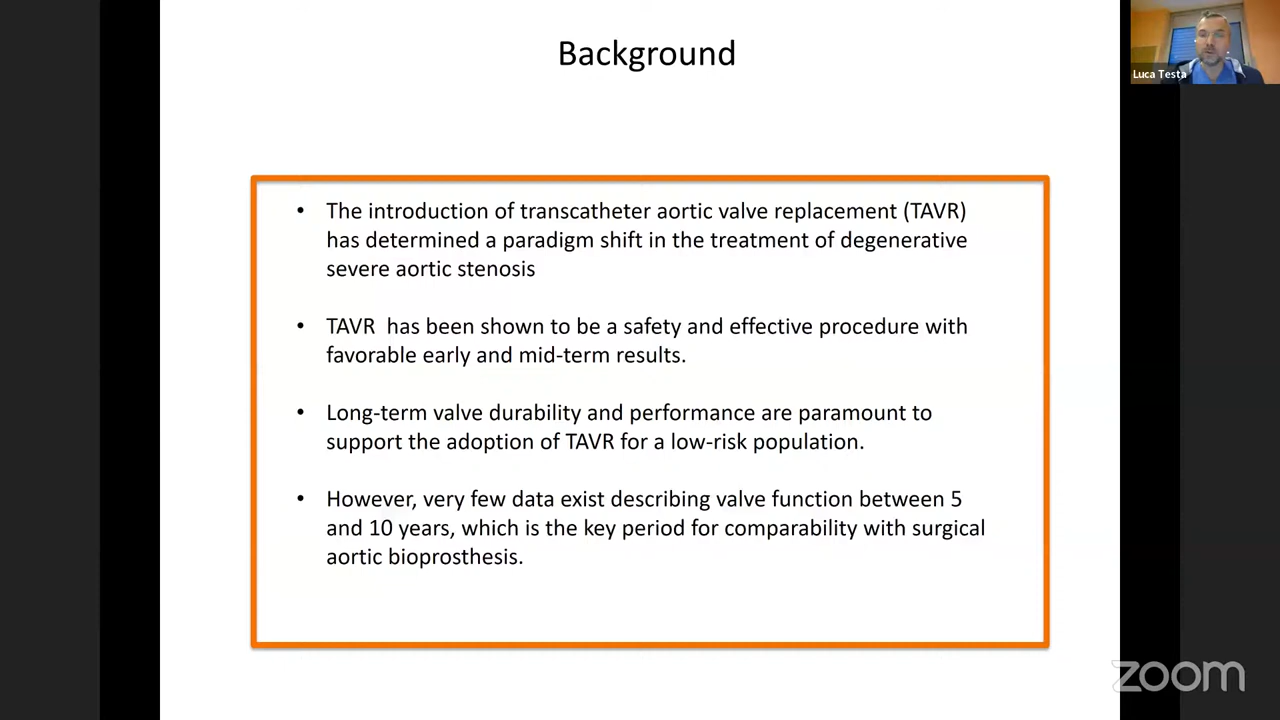 Background
Luca Testa
• The introduction of transcatheter aortic valve replacement (TAVR)
has determined a paradigm shift in the treatment of degenerative
severe aortic stenosis
• TAVR  has been shown to be a safety and effective procedure with
favorable early and mid-term results.
• Long-term valve durability and performance are paramount to
support the adoption of TAVR for a low-risk population.
• However, very few data exist describing valve function between 5
and 10 years, which is the key period for comparability with surgical
aortic bioprosthesis.
zoom